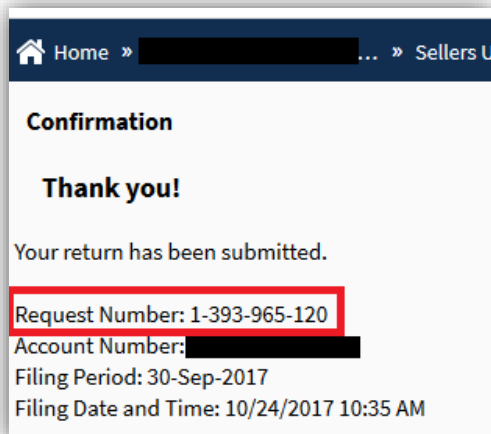 Home » ... » Sellers U
Confirmation
Thank you!
Your return has been submitted.
Request Number: 1-393-965-120
Account Number:
Filing Period: 30-Sep-2017
Filing Date and Time: 10/24/2017 10:35 AM